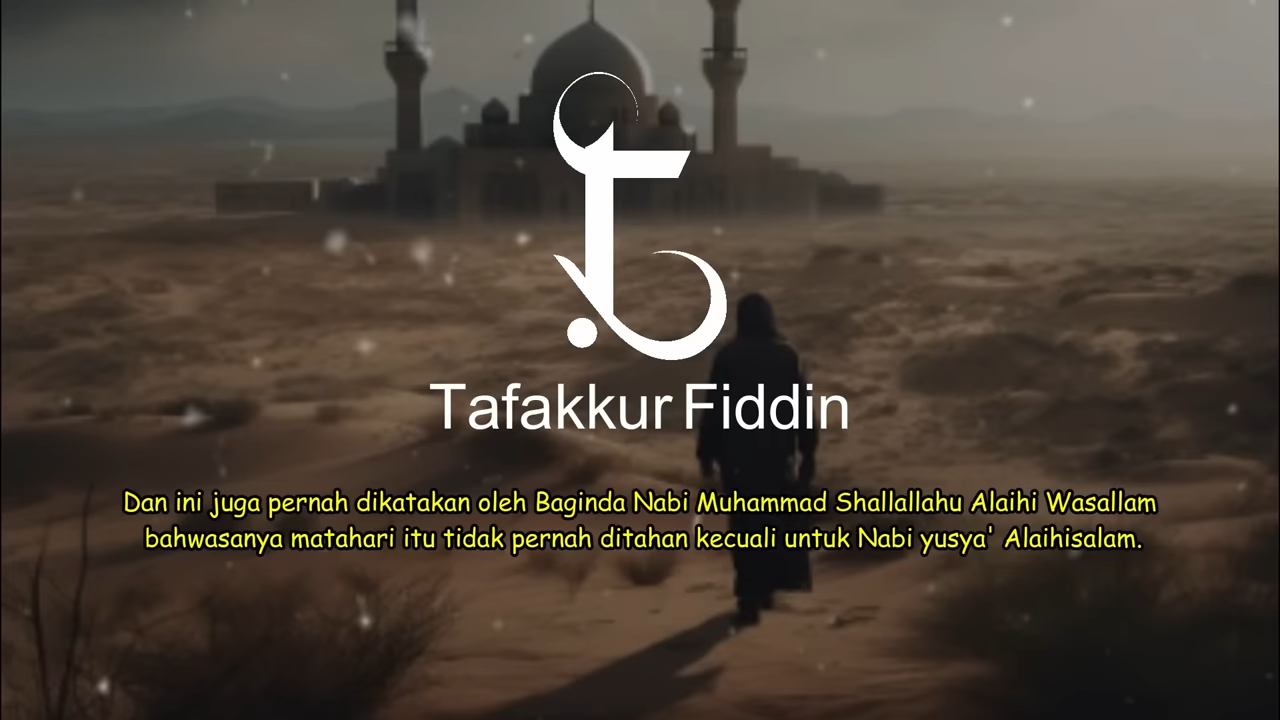 Tafakkur Fiddin
Dan ini juga pernah dikatakan oleh Baginda Nabi Muhammad Shallallahu Alaihi Wasallam
bahwasanya matahari itu tidak pernah ditahan kecuali untuk Nabi yusya' Alaihisalam.